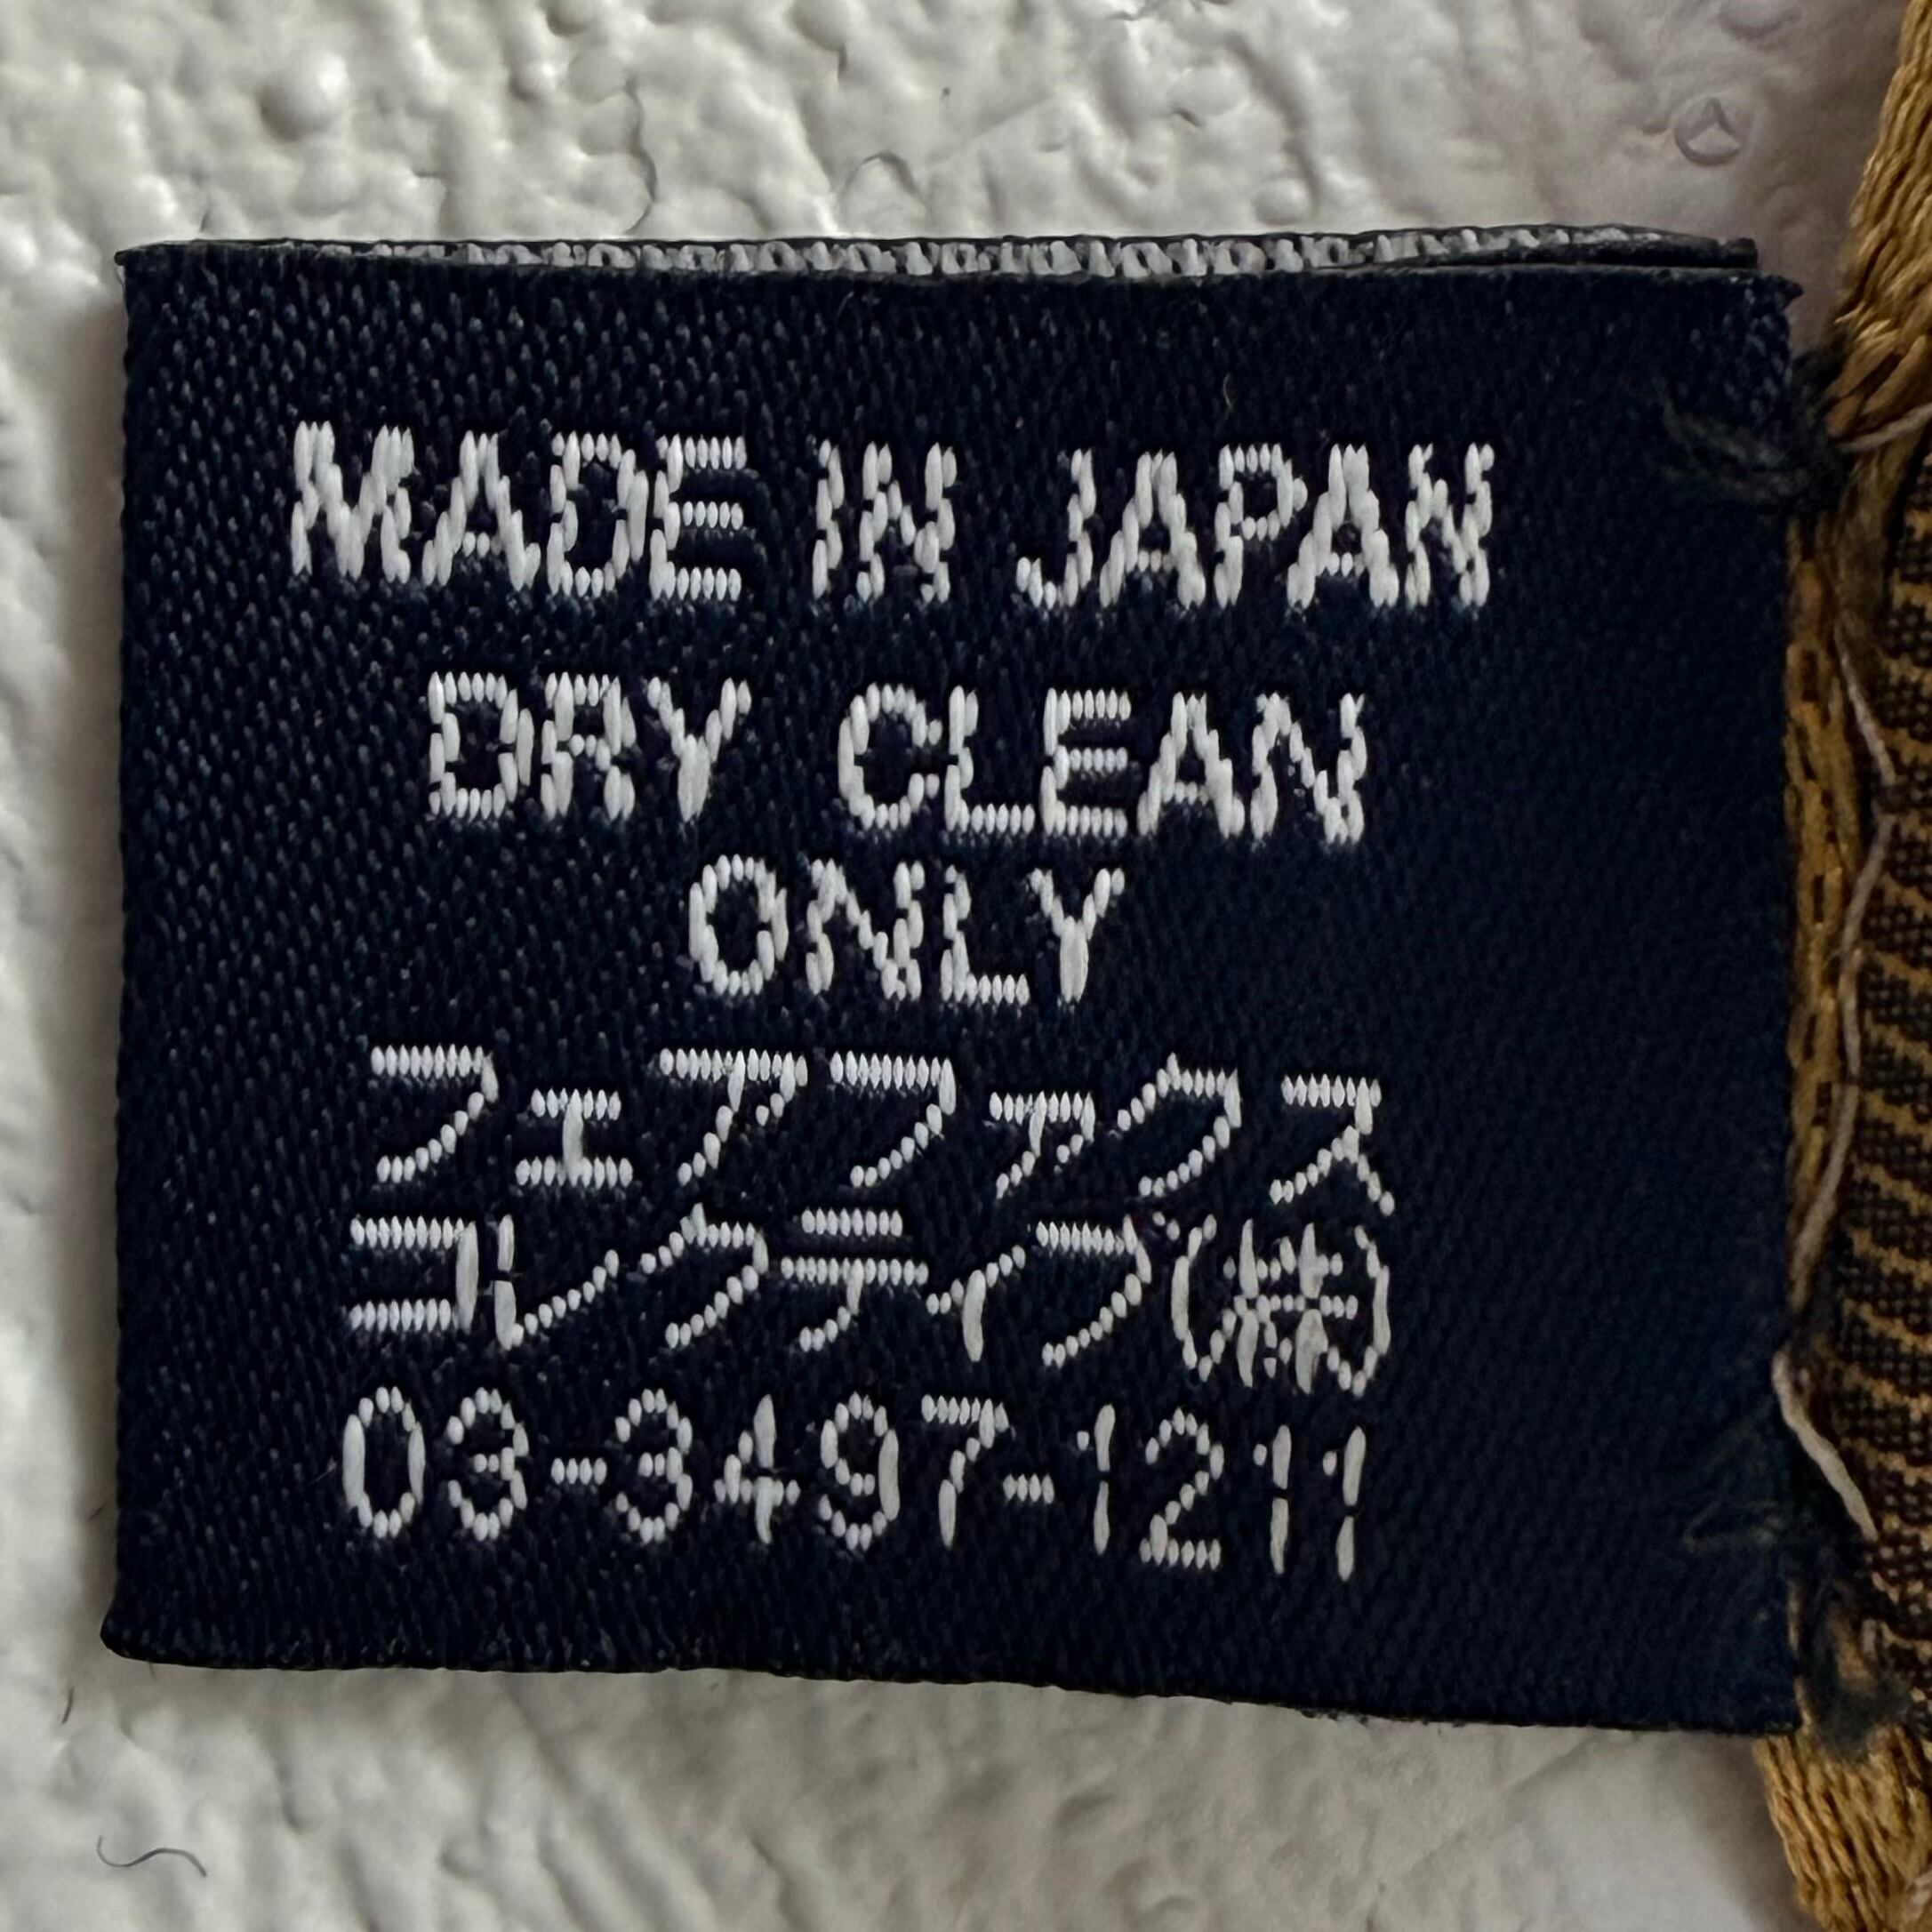 MADE IN JAPAN
DRY CLEAN
ONLY
フェアファクス
コレクティブ(株)
03-3497-1211